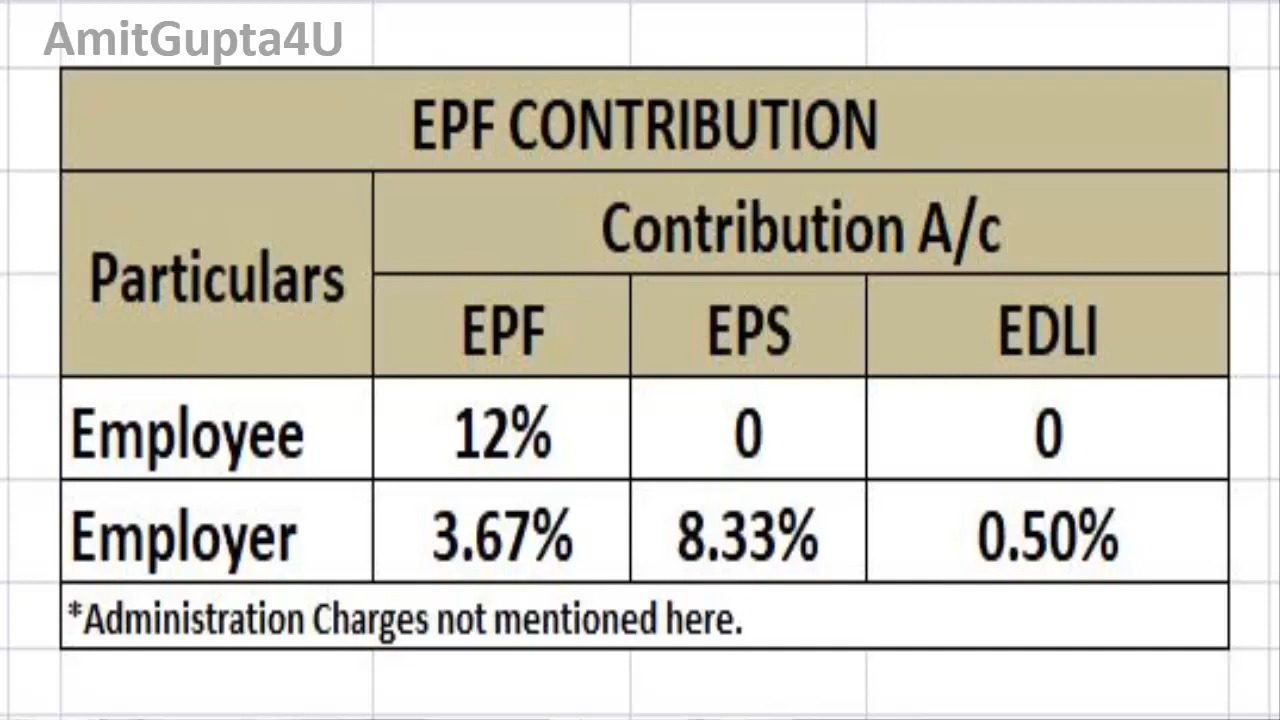 AmitGupta4U
EPF CONTRIBUTION
Particulars
Contribution A/c
EPF EPS EDLI
Employee 12% 0 0
Employer 3.67% 8.33% 0.50%
*Administration Charges not mentioned here.